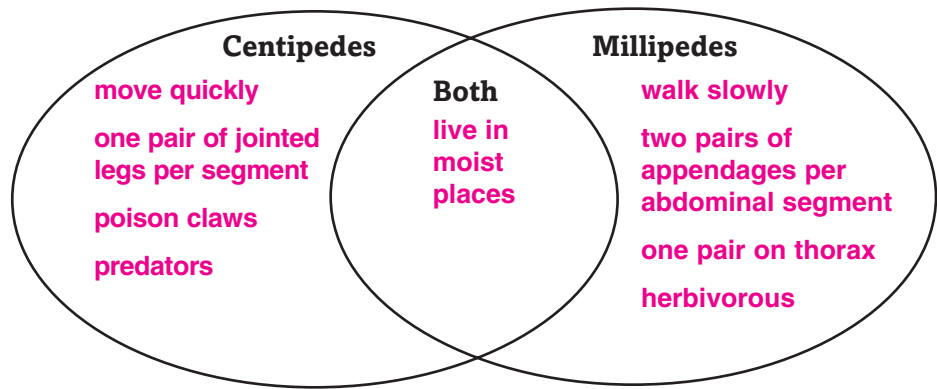 Centipedes
move quickly
one pair of jointed
legs per segment
poison claws
predators
Both
live in
moist
places
Millipedes
walk slowly
two pairs of
appendages per
abdominal segment
one pair on thorax
herbivorous